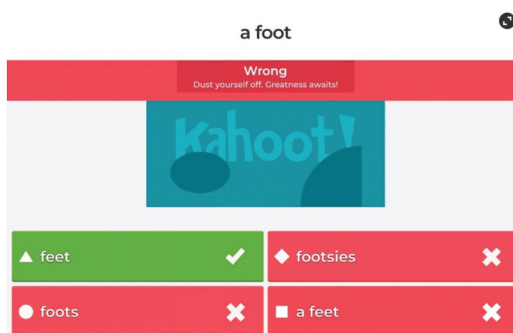 a foot
Wrong
Dust yourself off. Greatness awaits!
Kahoot!
feet
footsies
foots
a feet